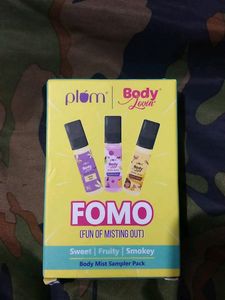 plum
Body
Lovin'
FOMO
(FUN OF MISTING OUT)
Sweet | Fruity | Smokey
Body Mist Sampler Pack